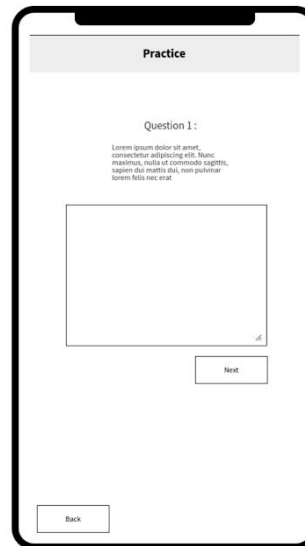 Practice
Question 1 :
Lorem ipsum dolor sit amet,
consectetur adipiscing elit. Nunc
maximus, nulla ut commodo sagittis,
sapien dui mattis dui, non pulvinar
lorem felis nec erat
Next
Back